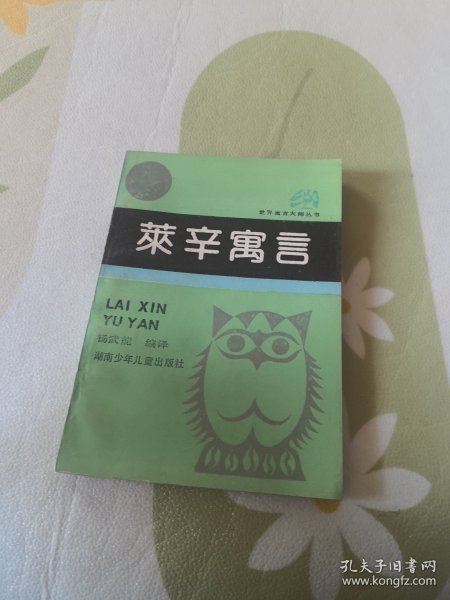 世界寓言大师丛书
萊辛寓言
LAI XIN
YU YAN
杨武能 编译
湖南少年儿童出版社
孔夫子旧书网
www.kongfz.com